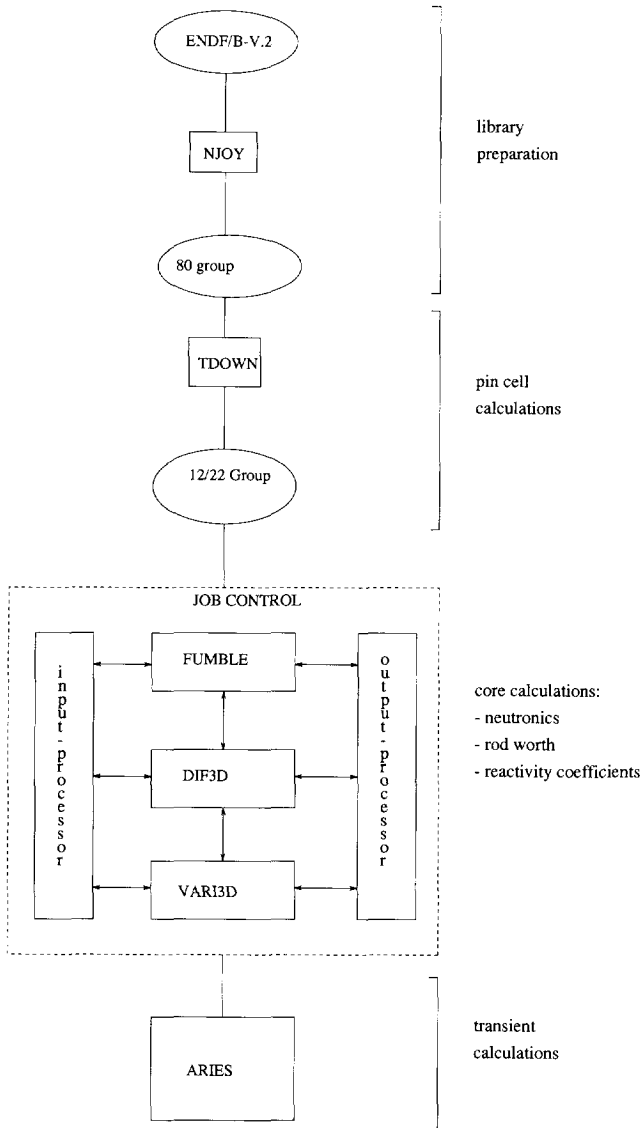 ENDF/B-V.2
NJOY
library
preparation
80 group
TDOWN
pin cell
calculations
12/22 Group
JOB CONTROL
input-processor
FUMBLE
output-processor
DIF3D
VARI3D
core calculations:
- neutronics
- rod worth
- reactivity coefficients
ARIES
transient
calculations